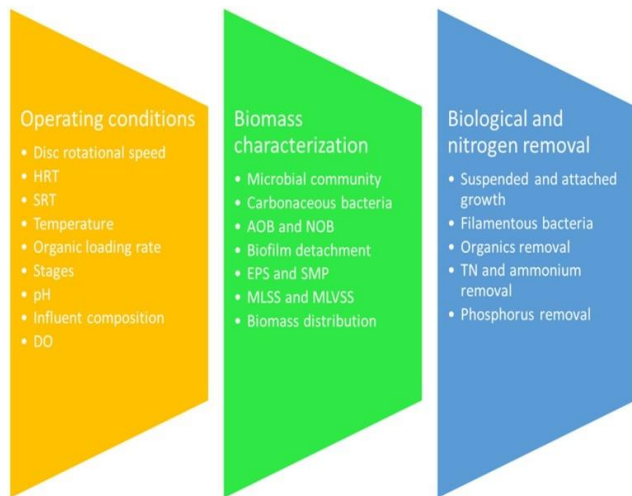 Operating conditions
• Disc rotational speed
• HRT
• SRT
• Temperature
• Organic loading rate
• Stages
• pH
• Influent composition
• DO
Biomass
characterization
• Microbial community
• Carbonaceous bacteria
• AOB and NOB
• Biofilm detachment
• EPS and SMP
• MLSS and MLVSS
• Biomass distribution
Biological and
nitrogen removal
• Suspended and attached
growth
• Filamentous bacteria
• Organics removal
• TN and ammonium
removal
• Phosphorus removal